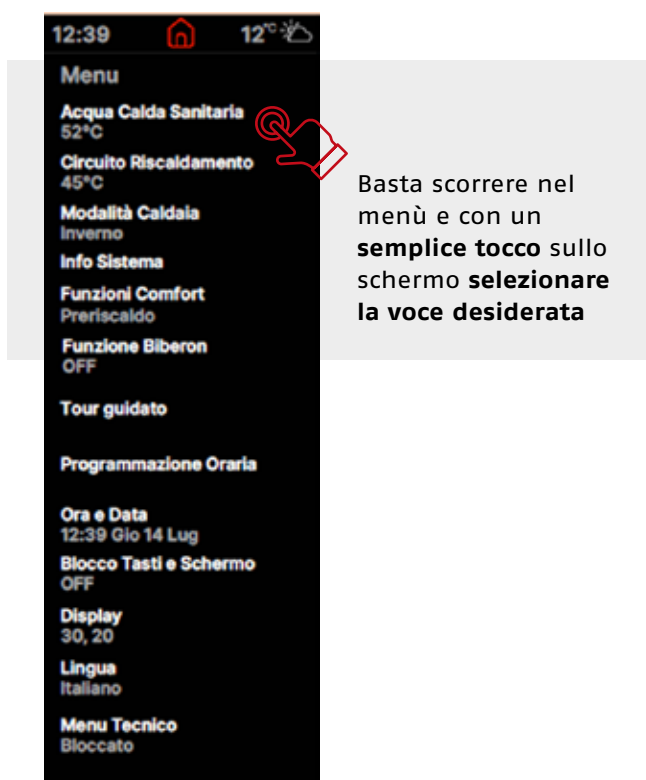 12:39 12°C
Menu
Acqua Calda Sanitaria
52°C
Circuito Riscaldamento
45°C
Modalità Caldaia
Inverno
Info Sistema
Funzioni Comfort
Preriscaldo
Funzione Biberon
OFF
Tour guidato
Programmazione Oraria
Ora e Data
12:39 Gio 14 Lug
Blocco Tasti e Schermo
OFF
Display
30, 20
Lingua
Italiano
Menu Tecnico
Bloccato
Basta scorrere nel
menù e con un
semplice tocco sullo
schermo selezionare
la voce desiderata